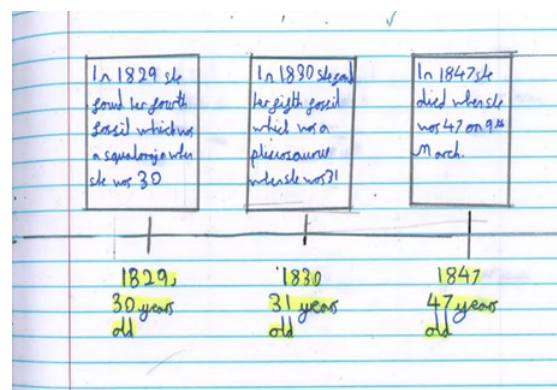 In 1829 she
found her fourth
fossil which was
a squaloraja when
she was 30
In 1830 she found
her fifth fossil
which was a
pliesosaurus
when she was 31
In 1847 she
died when she
was 47 on 9th
March.
1829,
30 years
old
1830
31 years
old
1847
47 years
old